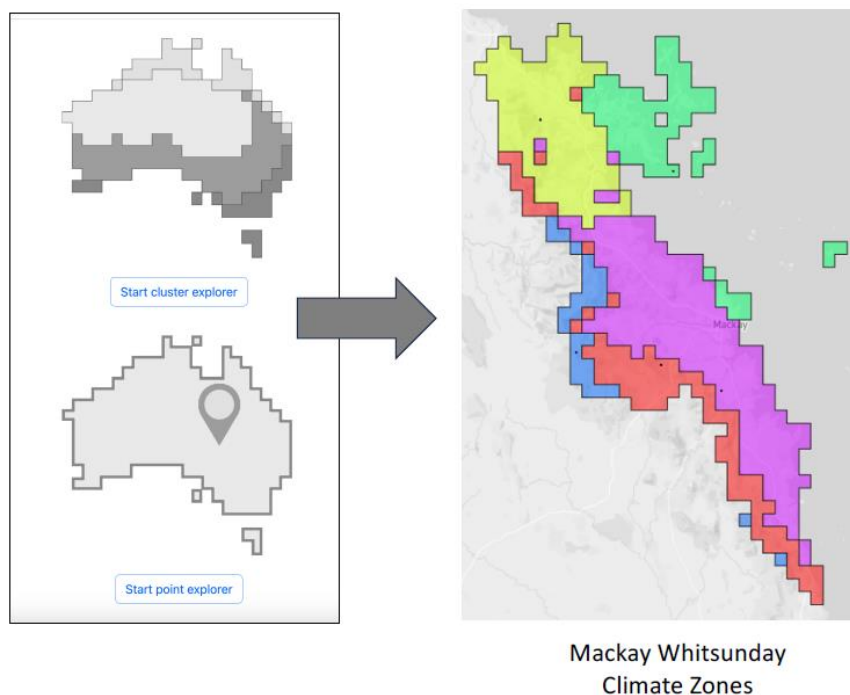 Start cluster explorer
Start point explorer
Mackay
Mackay Whitsunday
Climate Zones